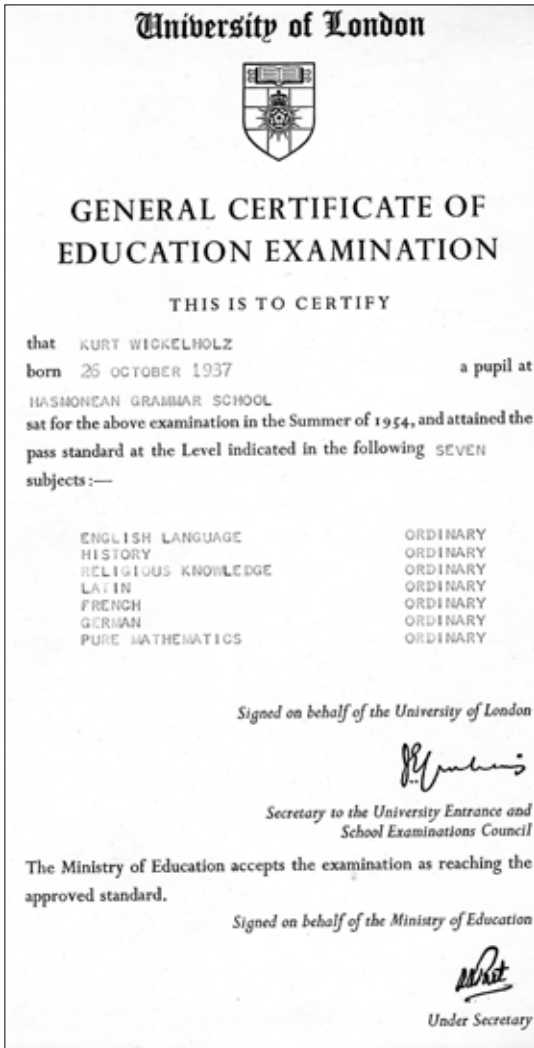 University of London
GENERAL CERTIFICATE OF
EDUCATION EXAMINATION
THIS IS TO CERTIFY
that KURT WICKELHOLZ
born 26 OCTOBER 1937 a pupil at
HASMONEAN GRAMMAR SCHOOL
sat for the above examination in the Summer of 1954, and attained the
pass standard at the Level indicated in the following SEVEN
subjects :—
ENGLISH LANGUAGE ORDINARY
HISTORY ORDINARY
RELIGIOUS KNOWLEDGE ORDINARY
LATIN ORDINARY
FRENCH ORDINARY
GERMAN ORDINARY
PURE MATHEMATICS ORDINARY
Signed on behalf of the University of London
Secretary to the University Entrance and
School Examinations Council
The Ministry of Education accepts the examination as reaching the
approved standard.
Signed on behalf of the Ministry of Education
Under Secretary